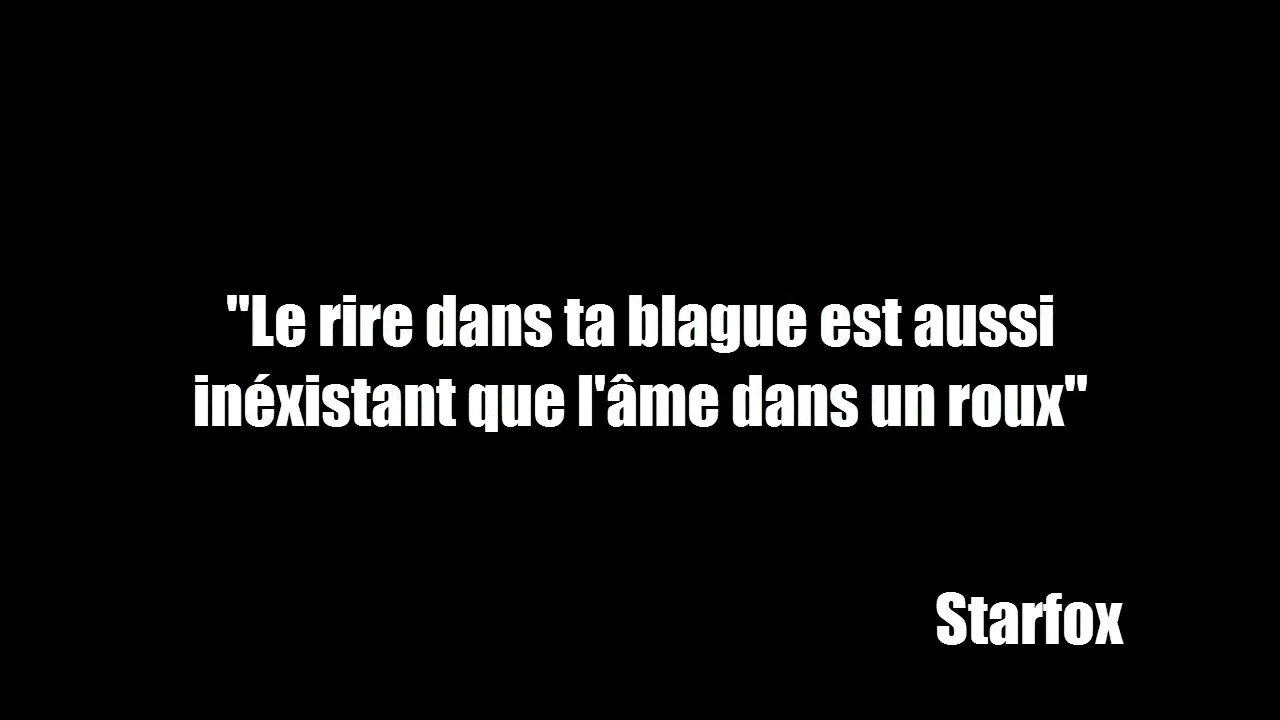 "Le rire dans ta blague est aussi
inéxistant que l'âme dans un roux"
Starfox